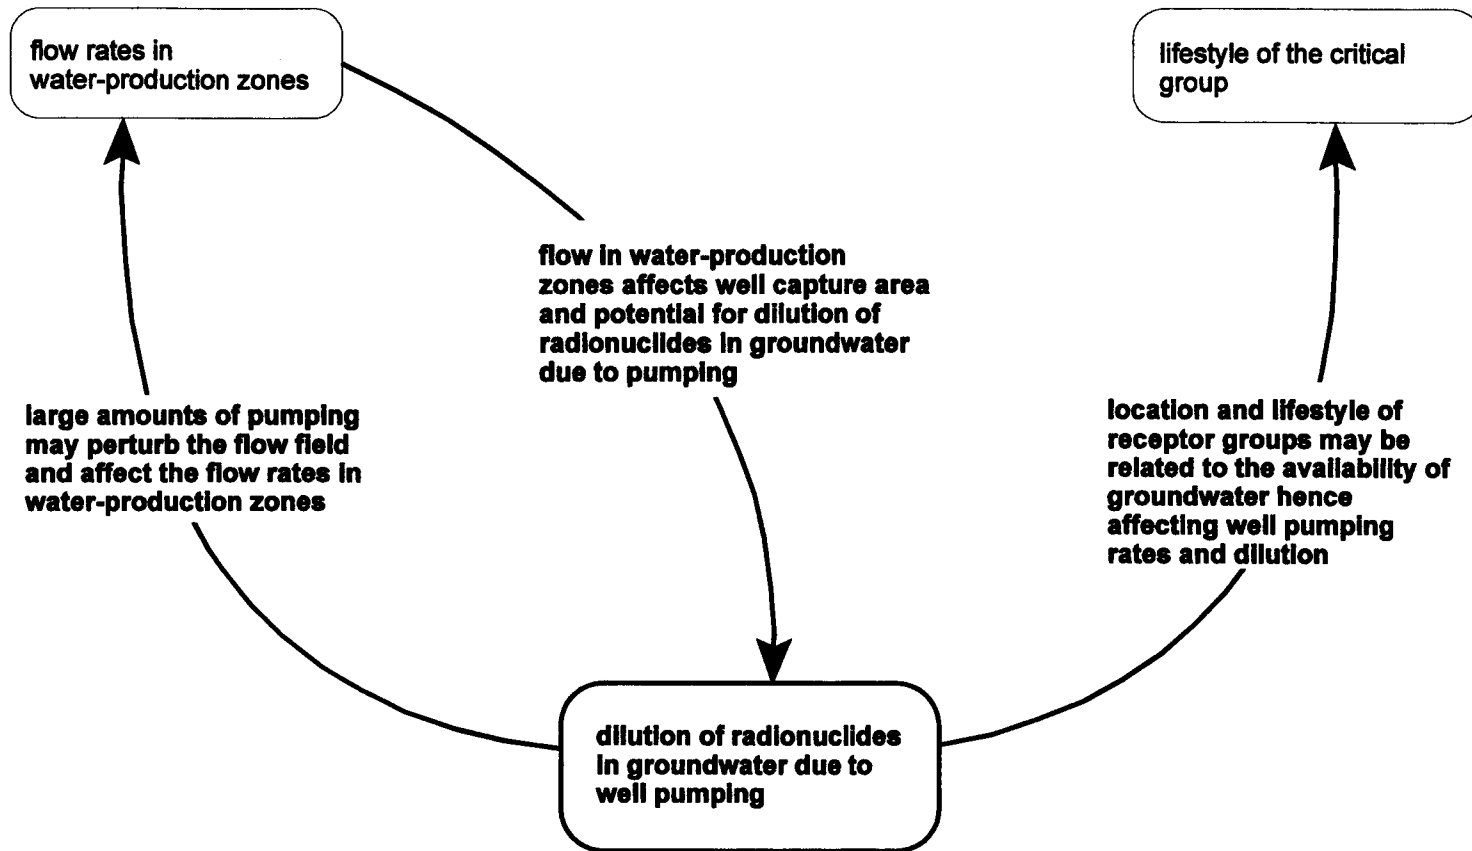 flow rates in
water-production zones
lifestyle of the critical
group
flow in water-production
zones affects well capture area
and potential for dilution of
radionuclides in groundwater
due to pumping
large amounts of pumping
may perturb the flow field
and affect the flow rates in
water-production zones
location and lifestyle of
receptor groups may be
related to the availability of
groundwater hence
affecting well pumping
rates and dilution
dilution of radionuclides
in groundwater due to
well pumping